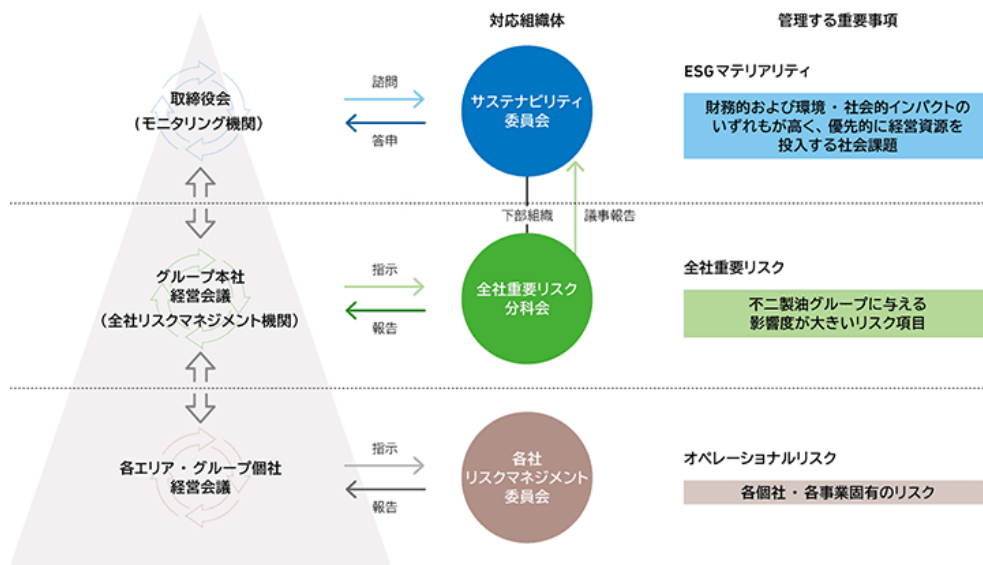 対応組織体
管理する重要事項
取締役会
(モニタリング機関)
諮問
答申
サステナビリティ
委員会
ESGマテリアリティ
財務的および環境・社会的インパクトの
いずれもが高く、優先的に経営資源を
投入する社会課題
下部組織
議事報告
グループ本社
経営会議
(全社リスクマネジメント機関)
指示
報告
全社重要リスク
分科会
全社重要リスク
不二製油グループに与える
影響度が大きいリスク項目
各エリア・グループ個社
経営会議
指示
報告
各社
リスクマネジメント
委員会
オペレーショナルリスク
各個社・各事業固有のリスク